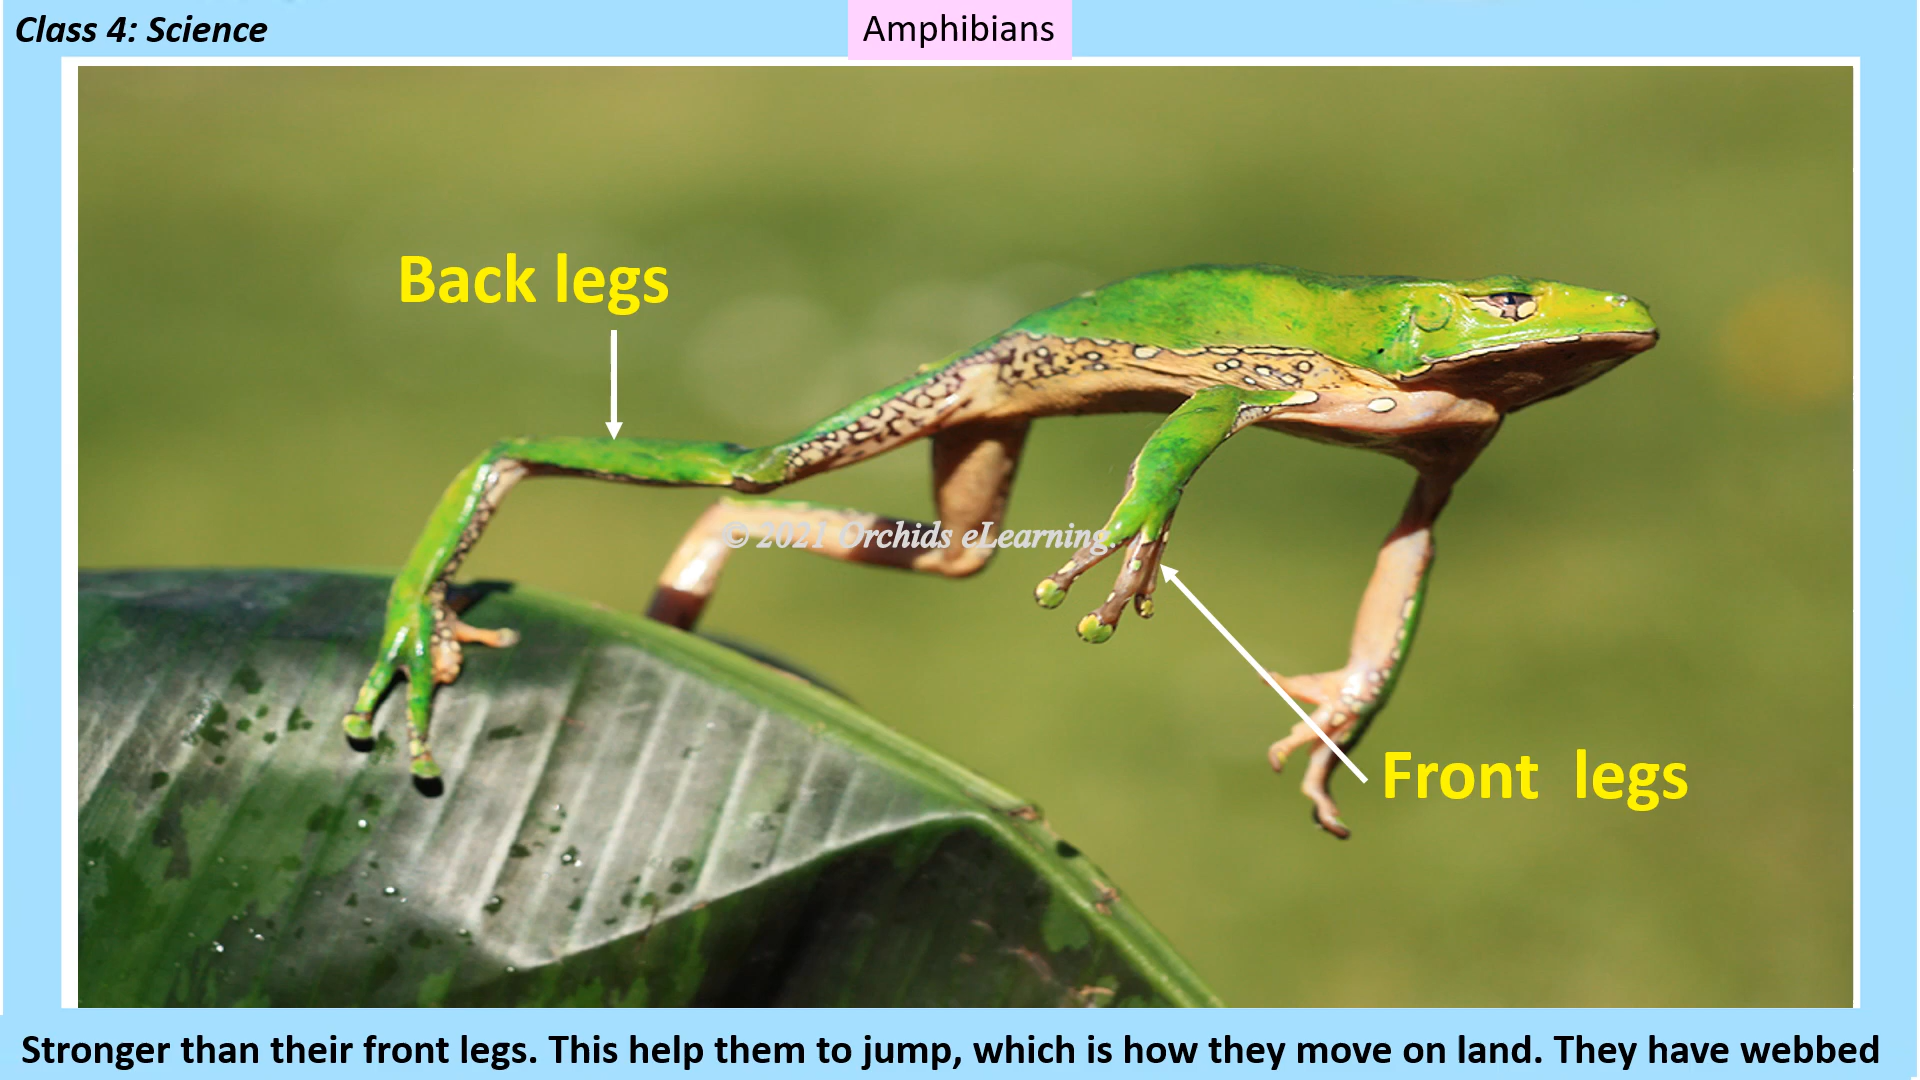 Class 4: Science
Amphibians
Back legs
© 2021 Orchids eLearning.
Front legs
Stronger than their front legs. This help them to jump, which is how they move on land. They have webbed